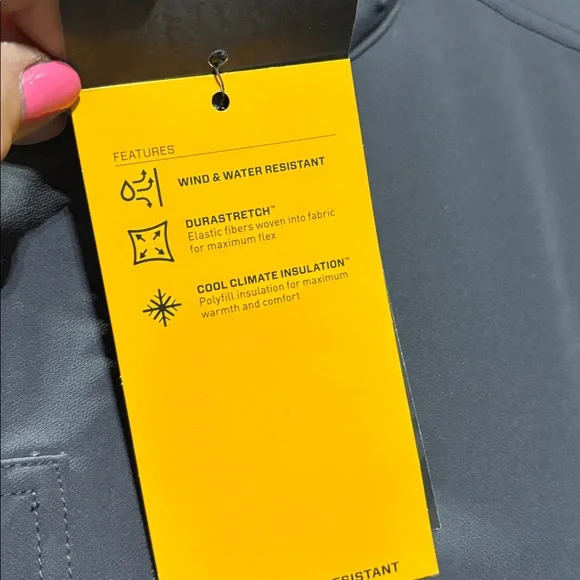 FEATURES
WIND & WATER RESISTANT
DURASTRETCH™
Elastic fibers woven into fabric
for maximum flex
COOL CLIMATE INSULATION™
Polyfill insulation for maximum
warmth and comfort